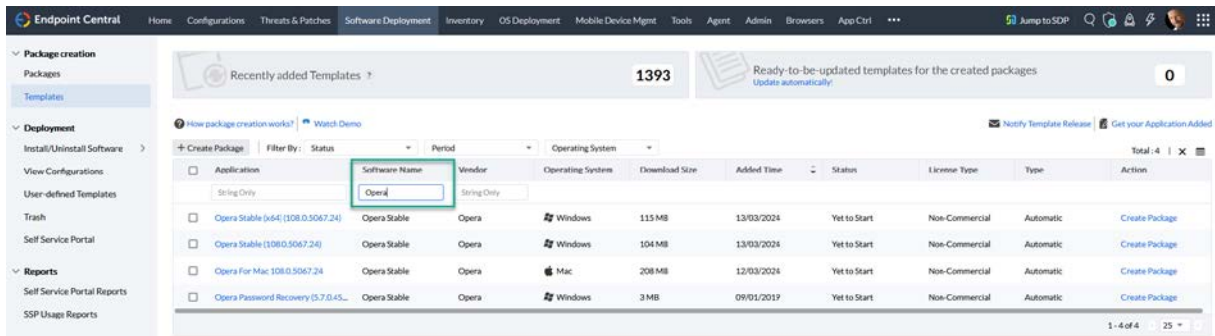 Endpoint Central Home Configurations Threats & Patches Software Deployment Inventory OS Deployment Mobile Device Mgmt Tools Agent Admin Browsers App Ctrl ••• Jump to SDP
Package creation
Packages
Templates
Deployment
Install/Uninstall Software >
View Configurations
User-defined Templates
Trash
Self Service Portal
Reports
Self Service Portal Reports
SSP Usage Reports
Recently added Templates ? 1393
Ready-to-be-updated templates for the created packages 0
Update automatically!
How package creation works? Watch Demo Notify Template Release Get your Application Added
+ Create Package Filter By : Status Period Operating System Total : 4
Application Software Name Vendor Operating System Download Size Added Time Status License Type Type Action
String Only Opera String Only
Opera Stable (x64) (108.0.5067.24) Opera Stable Opera Windows 115 MB 13/03/2024 Yet to Start Non-Commercial Automatic Create Package
Opera Stable (108.0.5067.24) Opera Stable Opera Windows 104 MB 13/03/2024 Yet to Start Non-Commercial Automatic Create Package
Opera For Mac 108.0.5067.24 Opera Stable Opera Mac 208 MB 12/03/2024 Yet to Start Non-Commercial Automatic Create Package
Opera Password Recovery (5.7.0.45... Opera Stable Opera Windows 3 MB 09/01/2019 Yet to Start Non-Commercial Automatic Create Package
1 - 4 of 4 25